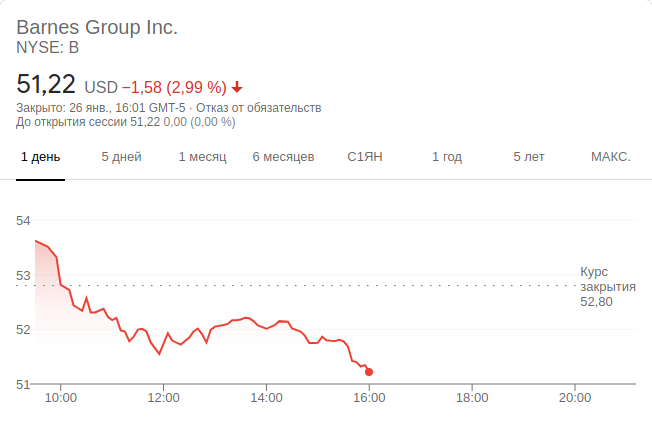 Barnes Group Inc.
NYSE: B
51,22 USD −1,58 (2,99 %)
Закрыто: 26 янв., 16:01 GMT-5 · Отказ от обязательств
До открытия сессии 51,22 0,00 (0,00 %)
1 день 5 дней 1 месяц 6 месяцев С1ЯН 1 год 5 лет МАКС.
54
53
52
51
Курс
закрытия
52,80
10:00 12:00 14:00 16:00 18:00 20:00